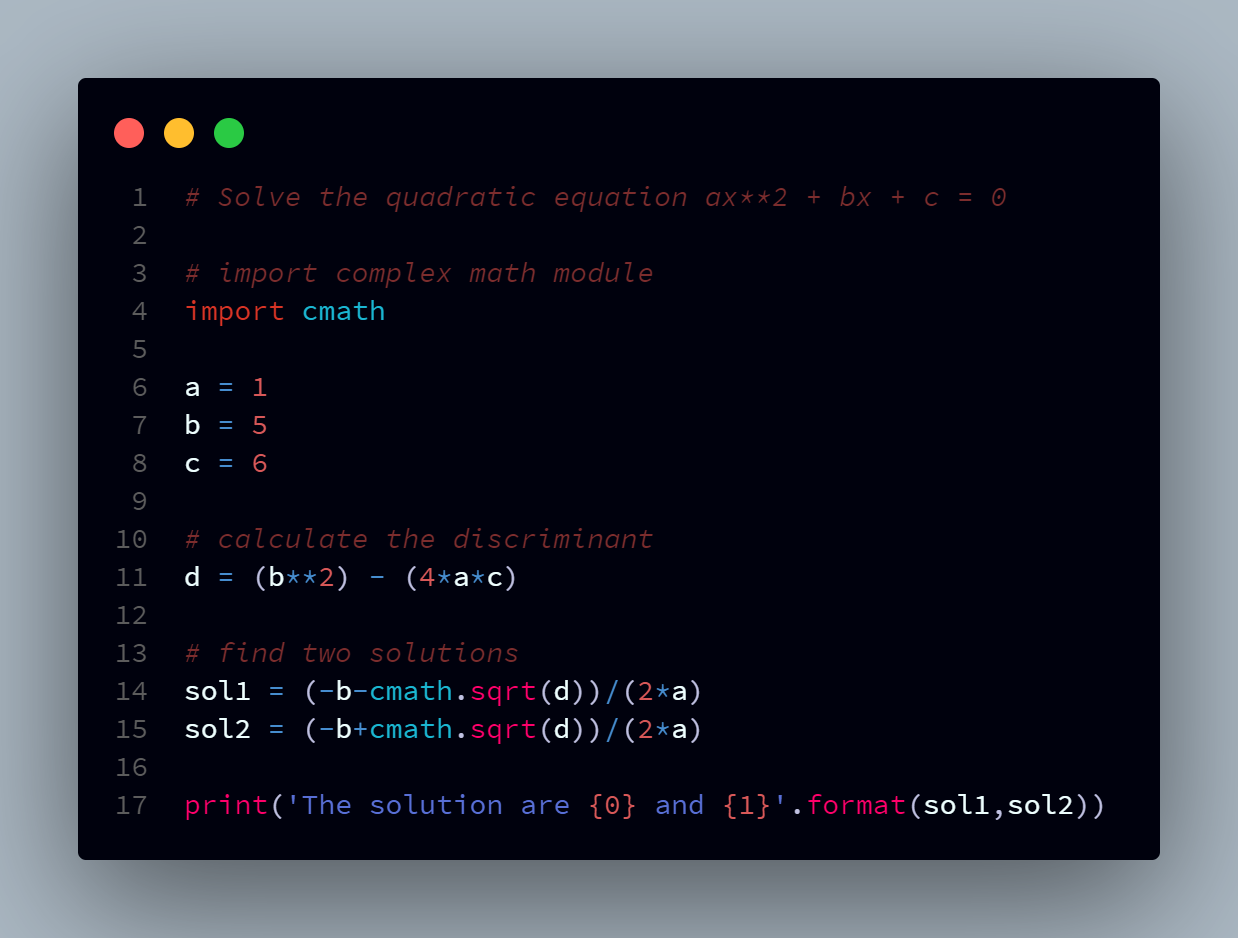 1 # Solve the quadratic equation ax**2 + bx + c = 0
2
3 # import complex math module
4 import cmath
5
6 a = 1
7 b = 5
8 c = 6
9
10 # calculate the discriminant
11 d = (b**2) - (4*a*c)
12
13 # find two solutions
14 sol1 = (-b-cmath.sqrt(d))/(2*a)
15 sol2 = (-b+cmath.sqrt(d))/(2*a)
16
17 print('The solution are {0} and {1}'.format(sol1,sol2))